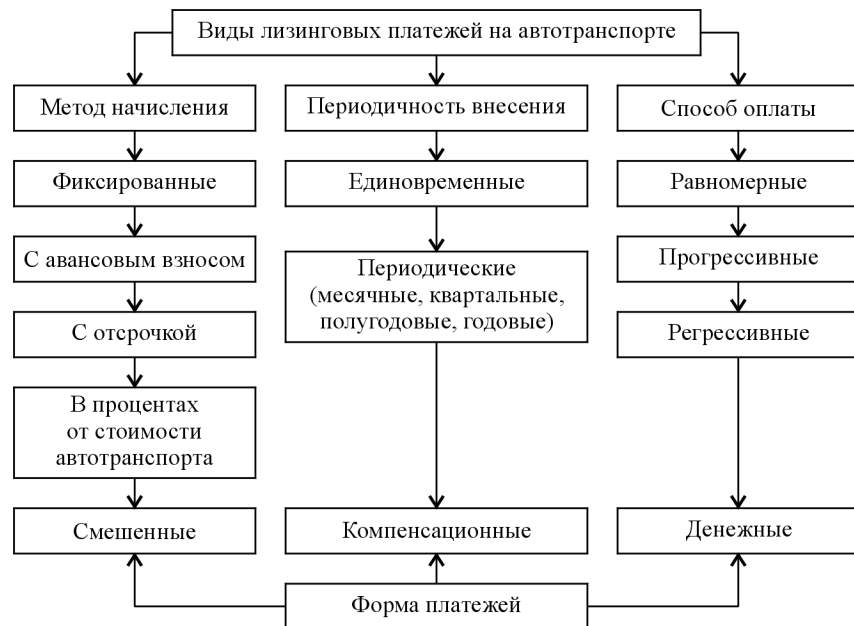 Виды лизинговых платежей на автотранспорте
Метод начисления
Периодичность внесения
Способ оплаты
Фиксированные
Единовременные
Равномерные
С авансовым взносом
Периодические
(месячные, квартальные,
полугодовые, годовые)
Прогрессивные
С отсрочкой
Регрессивные
В процентах
от стоимости
автотранспорта
Смешенные
Компенсационные
Денежные
Форма платежей